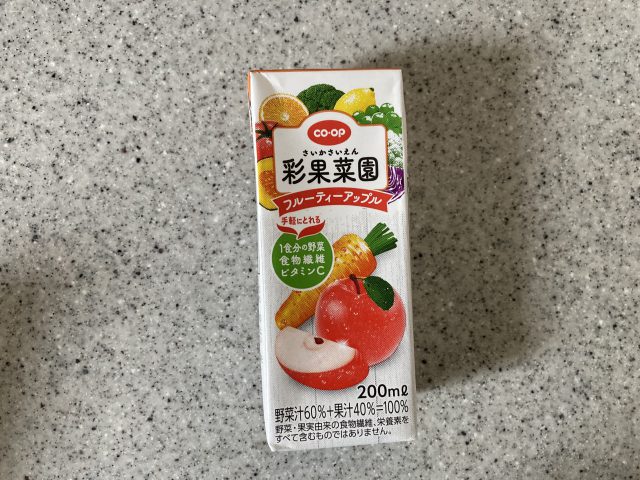 CO·OP
さいかさいえん
彩果菜園
フルーティーアップル
手軽にとれる
1食分の野菜
食物繊維
ビタミンC
200mℓ
野菜汁60%+果汁40%=100%
野菜・果実由来の食物繊維、栄養素を
すべて含むものではありません。